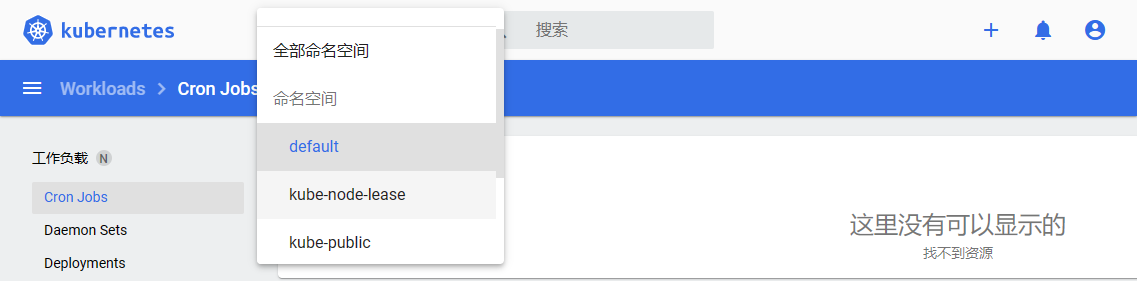 kubernetes
搜索
Workloads
Cron Jobs
全部命名空间
命名空间
default
kube-node-lease
kube-public
工作负载 N
Cron Jobs
Daemon Sets
Deployments
这里没有可以显示的
找不到资源